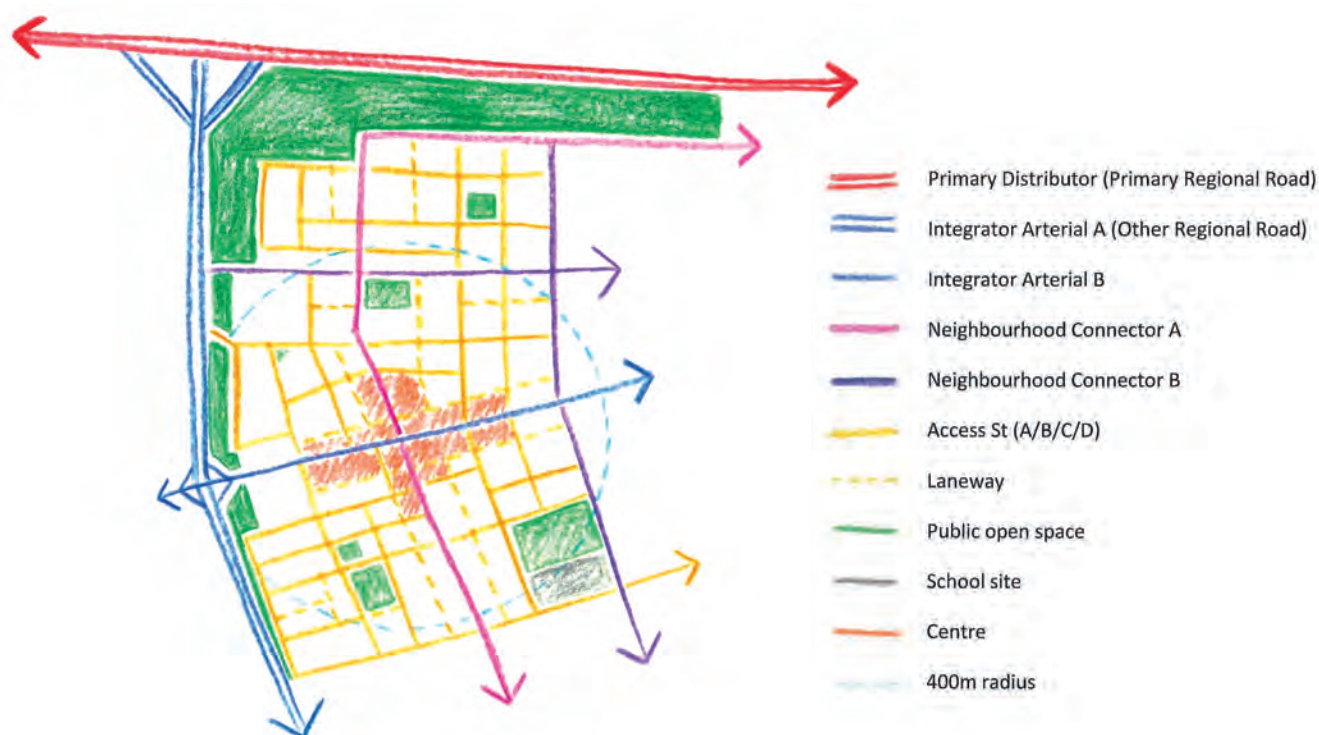 Primary Distributor (Primary Regional Road)
Integrator Arterial A (Other Regional Road)
Integrator Arterial B
Neighbourhood Connector A
Neighbourhood Connector B
Access St (A/B/C/D)
Laneway
Public open space
School site
Centre
400m radius